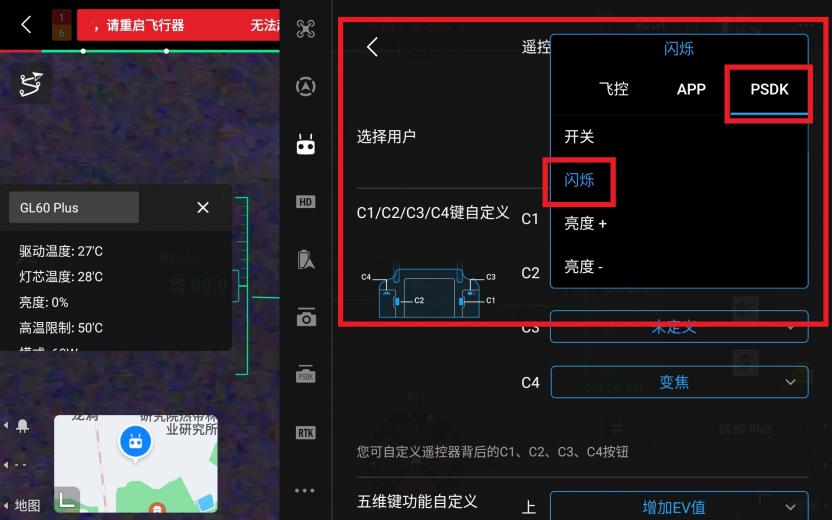 1
6
，请重启飞行器
无法
GL60 Plus
驱动温度: 27℃
灯芯温度: 28℃
亮度: 0%
高温限制: 50℃
研究院热带林
业研究所
地图
HD
PSDK
RTK
遥控
闪烁
飞控 APP PSDK
开关
闪烁
亮度 +
亮度 -
选择用户
C1/C2/C3/C4键自定义
C1
C2
C3 未定义
C4 变焦
C4 C3
C2 C1
您可自定义遥控器背后的C1、C2、C3、C4按钮
五维键功能自定义
上 增加EV值
GL60 Plus